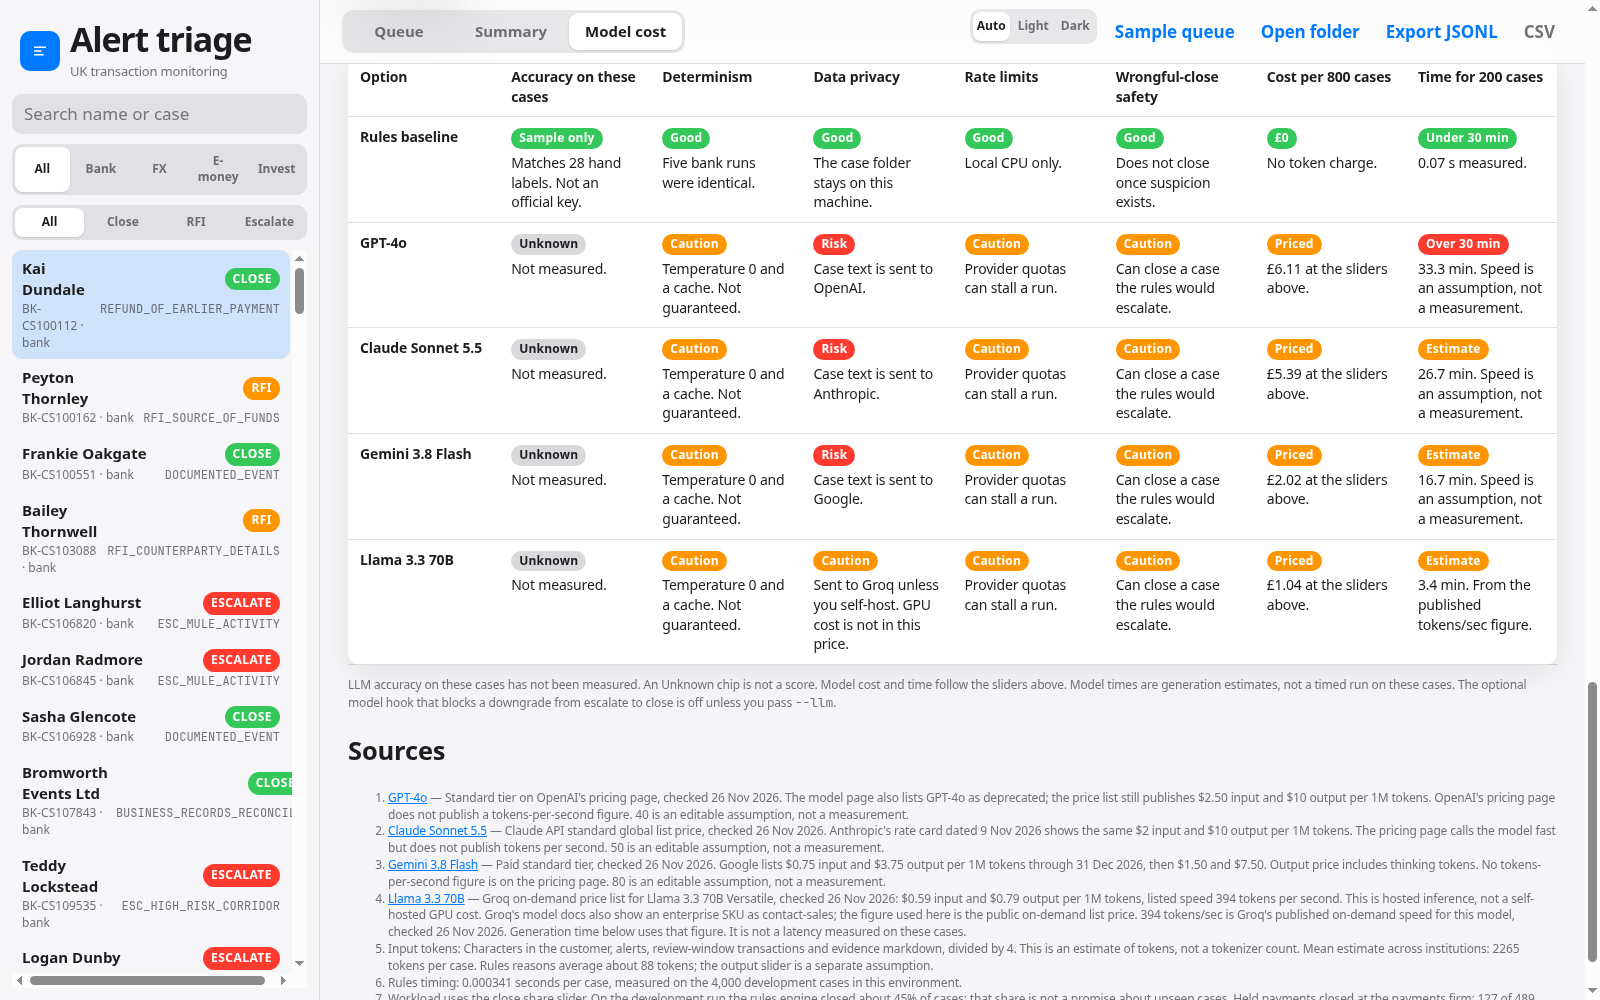 Alert triage
UK transaction monitoring
Search name or case
All
Bank
FX
E-
money
Invest
All
Close
RFI
Escalate
Kai
Dundale
CLOSE
BK-
CS100112 ·
bank
REFUND_OF_EARLIER_PAYMENT
Peyton
Thornley
RFI
BK-CS100162 · bank
RFI_SOURCE_OF_FUNDS
Frankie Oakgate
CLOSE
BK-CS100551 · bank
DOCUMENTED_EVENT
Bailey
Thornwell
RFI
BK-CS103088
· bank
RFI_COUNTERPARTY_DETAILS
Elliot Langhurst
ESCALATE
BK-CS106820 · bank
ESC_MULE_ACTIVITY
Jordan Radmore
ESCALATE
BK-CS106845 · bank
ESC_MULE_ACTIVITY
Sasha Glencote
CLOSE
BK-CS106928 · bank
DOCUMENTED_EVENT
Bromworth
Events Ltd
CLOSE
BK-CS107843 ·
bank
BUSINESS_RECORDS_RECONCIL
Teddy
Lockstead
ESCALATE
BK-CS109535 ·
bank
ESC_HIGH_RISK_CORRIDOR
Logan Dunby
ESCALATE
Queue
Summary
Model cost
Auto
Light
Dark
Sample queue
Open folder
Export JSONL
CSV
Option
Accuracy on these
cases
Determinism
Data privacy
Rate limits
Wrongful-close
safety
Cost per 800 cases
Time for 200 cases
Rules baseline
Sample only
Matches 28 hand
labels. Not an
official key.
Good
Five bank runs
were identical.
Good
The case folder
stays on this
machine.
Good
Local CPU only.
Good
Does not close
once suspicion
exists.
£0
No token charge.
Under 30 min
0.07 s measured.
GPT-4o
Unknown
Not measured.
Caution
Temperature 0 and
a cache. Not
guaranteed.
Risk
Case text is sent to
OpenAI.
Caution
Provider quotas
can stall a run.
Caution
Can close a case
the rules would
escalate.
Priced
£6.11 at the sliders
above.
Over 30 min
33.3 min. Speed is
an assumption, not
a measurement.
Claude Sonnet 5.5
Unknown
Not measured.
Caution
Temperature 0 and
a cache. Not
guaranteed.
Risk
Case text is sent to
Anthropic.
Caution
Provider quotas
can stall a run.
Caution
Can close a case
the rules would
escalate.
Priced
£5.39 at the sliders
above.
Estimate
26.7 min. Speed is
an assumption, not
a measurement.
Gemini 3.8 Flash
Unknown
Not measured.
Caution
Temperature 0 and
a cache. Not
guaranteed.
Risk
Case text is sent to
Google.
Caution
Provider quotas
can stall a run.
Caution
Can close a case
the rules would
escalate.
Priced
£2.02 at the sliders
above.
Estimate
16.7 min. Speed is
an assumption, not
a measurement.
Llama 3.3 70B
Unknown
Not measured.
Caution
Temperature 0 and
a cache. Not
guaranteed.
Caution
Sent to Groq unless
you self-host. GPU
cost is not in this
price.
Caution
Provider quotas
can stall a run.
Caution
Can close a case
the rules would
escalate.
Priced
£1.04 at the sliders
above.
Estimate
3.4 min. From the
published
tokens/sec figure.
LLM accuracy on these cases has not been measured. An Unknown chip is not a score. Model cost and time follow the sliders above. Model times are generation estimates, not a timed run on these cases. The optional
model hook that blocks a downgrade from escalate to close is off unless you pass --llm.
Sources
1. GPT-4o — Standard tier on OpenAI's pricing page, checked 26 Nov 2026. The model page also lists GPT-4o as deprecated; the price list still publishes $2.50 input and $10 output per 1M tokens. OpenAI's pricing page
does not publish a tokens-per-second figure. 40 is an editable assumption, not a measurement.
2. Claude Sonnet 5.5 — Claude API standard global list price, checked 26 Nov 2026. Anthropic's rate card dated 9 Nov 2026 shows the same $2 input and $10 output per 1M tokens. The pricing page calls the model fast
but does not publish tokens per second. 50 is an editable assumption, not a measurement.
3. Gemini 3.8 Flash — Paid standard tier, checked 26 Nov 2026. Google lists $0.75 input and $3.75 output per 1M tokens through 31 Dec 2026, then $1.50 and $7.50. Output price includes thinking tokens. No tokens-
per-second figure is on the pricing page. 80 is an editable assumption, not a measurement.
4. Llama 3.3 70B — Groq on-demand price list for Llama 3.3 70B Versatile, checked 26 Nov 2026: $0.59 input and $0.79 output per 1M tokens, listed speed 394 tokens per second. This is hosted inference, not a self-
hosted GPU cost. Groq's model docs also show an enterprise SKU as contact-sales; the figure used here is the public on-demand list price. 394 tokens/sec is Groq's published on-demand speed for this model,
checked 26 Nov 2026. Generation time below uses that figure. It is not a latency measured on these cases.
5. Input tokens: Characters in the customer, alerts, review-window transactions and evidence markdown, divided by 4. This is an estimate of tokens, not a tokenizer count. Mean estimate across institutions: 2265
tokens per case. Rules reasons average about 88 tokens; the output slider is a separate assumption.
6. Rules timing: 0.000341 seconds per case, measured on the 4,000 development cases in this environment.
7. Workload uses the close share slider. On the development run the rules engine closed about 45% of cases; that share is not a promise about unseen cases. Held payments closed at the payments firm: 127 of 489